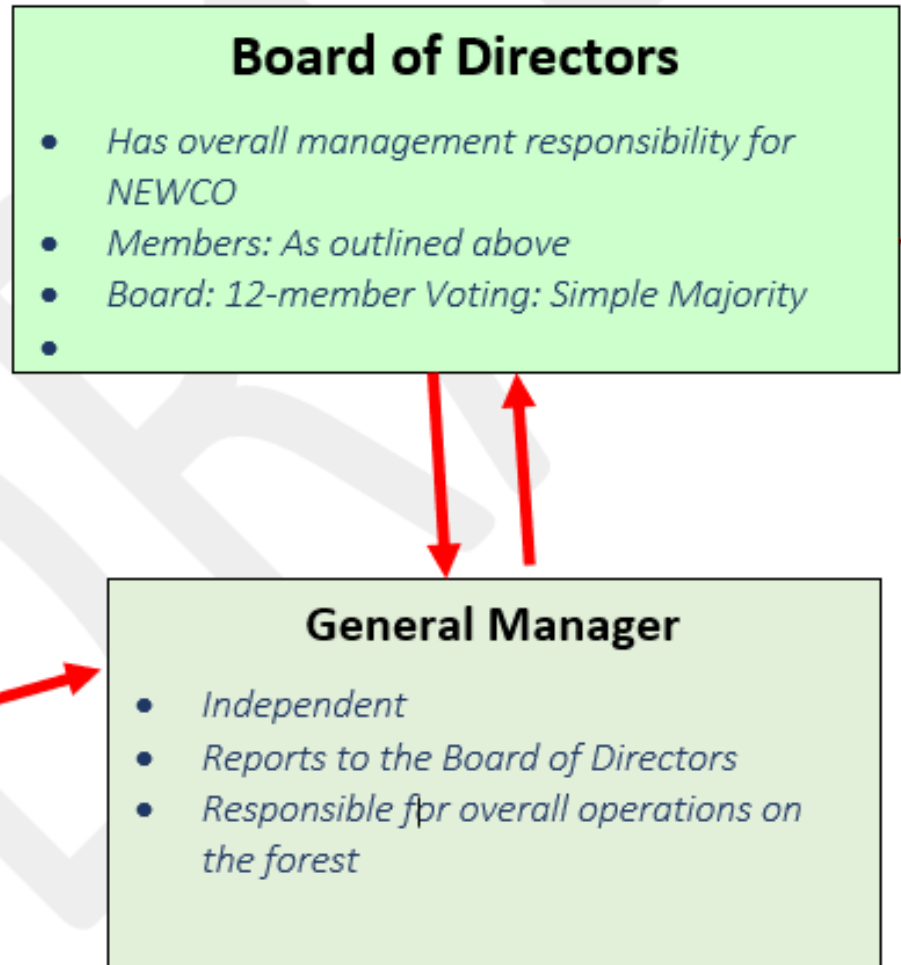 Board of Directors
• Has overall management responsibility for
NEWCO
• Members: As outlined above
• Board: 12-member Voting: Simple Majority
•
General Manager
• Independent
• Reports to the Board of Directors
• Responsible for overall operations on
the forest